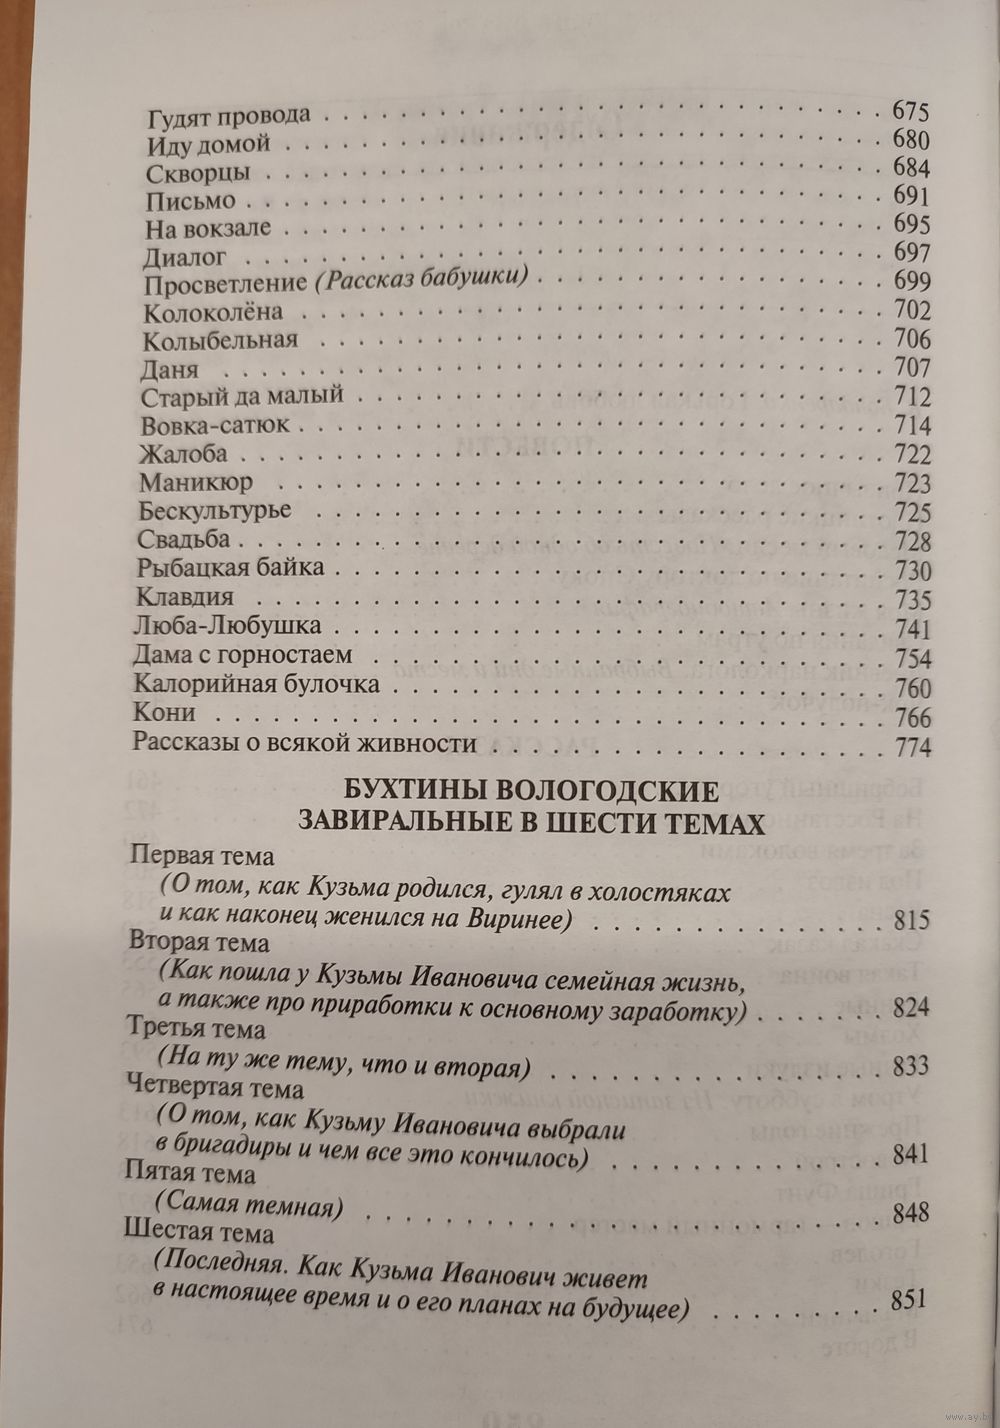 Гудят провода . . . . . . . . . . . . . . . . . . . . . . . . . . . . 675
Иду домой . . . . . . . . . . . . . . . . . . . . . . . . . . . . 680
Скворцы . . . . . . . . . . . . . . . . . . . . . . . . . . . . 684
Письмо . . . . . . . . . . . . . . . . . . . . . . . . . . . . 691
На вокзале . . . . . . . . . . . . . . . . . . . . . . . . . . . . 695
Диалог . . . . . . . . . . . . . . . . . . . . . . . . . . . . 697
Просветление (Рассказ бабушки) . . . . . . . . . . . . . . . . . . 699
Колоколёна . . . . . . . . . . . . . . . . . . . . . . . . . . . . 702
Колыбельная . . . . . . . . . . . . . . . . . . . . . . . . . . . . 706
Даня . . . . . . . . . . . . . . . . . . . . . . . . . . . . 707
Старый да малый . . . . . . . . . . . . . . . . . . . . . . . . . . 712
Вовка-сатюк . . . . . . . . . . . . . . . . . . . . . . . . . . . . 714
Жалоба . . . . . . . . . . . . . . . . . . . . . . . . . . . . 722
Маникюр . . . . . . . . . . . . . . . . . . . . . . . . . . . . 723
Бескультурье . . . . . . . . . . . . . . . . . . . . . . . . . . . . 725
Свадьба . . . . . . . . . . . . . . . . . . . . . . . . . . . . 728
Рыбацкая байка . . . . . . . . . . . . . . . . . . . . . . . . . . . . 730
Клавдия . . . . . . . . . . . . . . . . . . . . . . . . . . . . 735
Люба-Любушка . . . . . . . . . . . . . . . . . . . . . . . . . . . . 741
Дама с горностаем . . . . . . . . . . . . . . . . . . . . . . . . . . 754
Калорийная булочка . . . . . . . . . . . . . . . . . . . . . . . . . 760
Кони . . . . . . . . . . . . . . . . . . . . . . . . . . . . 766
Рассказы о всякой живности . . . . . . . . . . . . . . . . . . . . 774
БУХТИНЫ ВОЛОГОДСКИЕ
ЗАВИРАЛЬНЫЕ В ШЕСТИ ТЕМАХ
Первая тема
(О том, как Кузьма родился, гулял в холостяках
и как наконец женился на Виринее) . . . . . . . . . . . . . . . 815
Вторая тема
(Как пошла у Кузьмы Ивановича семейная жизнь,
а также про приработки к основному заработку) . . . . . . . 824
Третья тема
(На ту же тему, что и вторая) . . . . . . . . . . . . . . . . . 833
Четвертая тема
(О том, как Кузьму Ивановича выбрали
в бригадиры и чем все это кончилось) . . . . . . . . . . . . . . 841
Пятая тема
(Самая темная) . . . . . . . . . . . . . . . . . . . . . . . . . . 848
Шестая тема
(Последняя. Как Кузьма Иванович живет
в настоящее время и о его планах на будущее) . . . . . . . . . 851